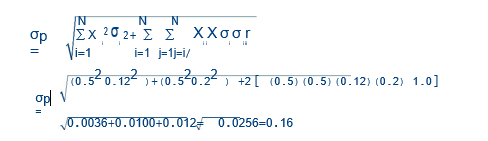 N N N
σp √ Σ X ² σ ²+ Σ Σ X X σ σ r
= i=1 i=1 j=1j=i/
(0.5² 0.12² )+(0.5² 0.2² ) +2[ (0.5)(0.5)(0.12)(0.2) 1.0]
σp √
=
√0.0036+0.0100+0.012= √ 0.0256=0.16